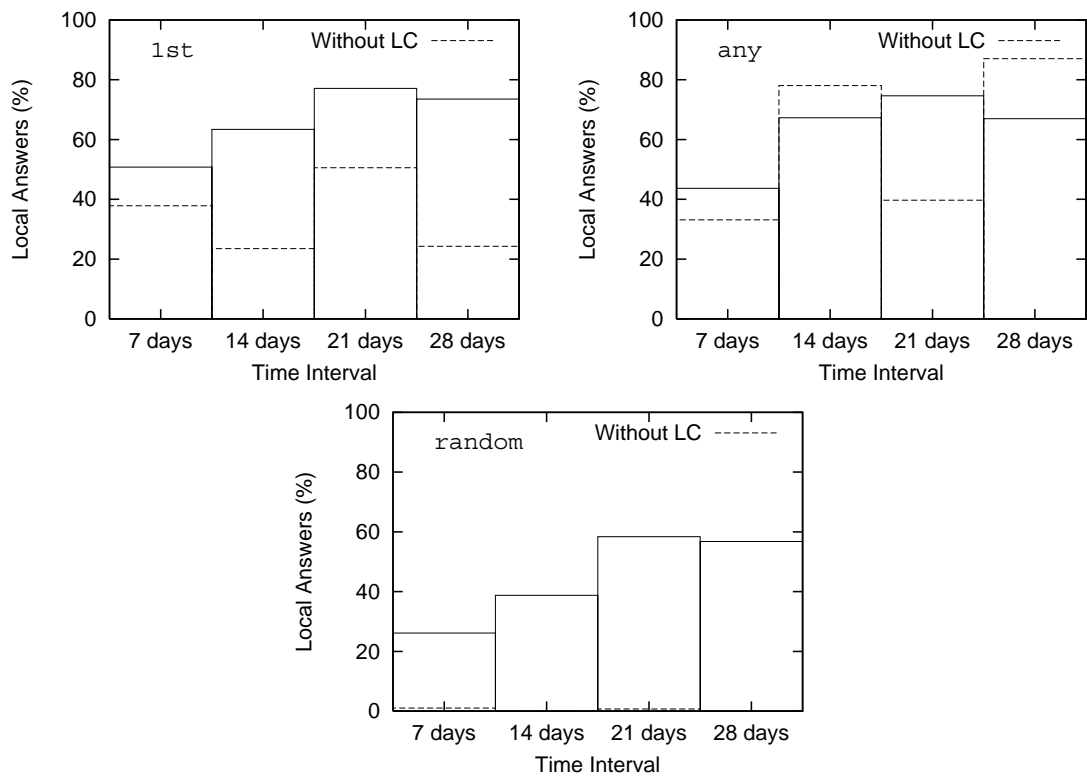 1st
Without LC
Local Answers (%)
100
80
60
40
20
0
7 days 14 days 21 days 28 days
Time Interval
any
Without LC
Local Answers (%)
100
80
60
40
20
0
7 days 14 days 21 days 28 days
Time Interval
random
Without LC
Local Answers (%)
100
80
60
40
20
0
7 days 14 days 21 days 28 days
Time Interval